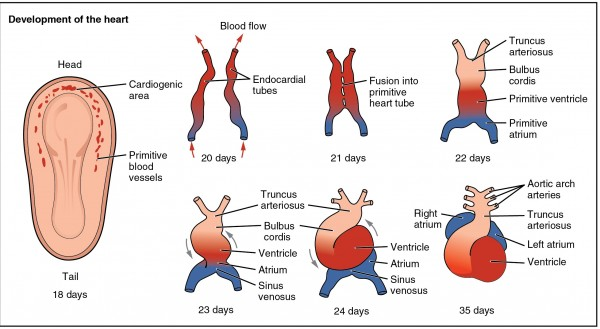 Development of the heart
Head
Cardiogenic
area
Primitive
blood
vessels
Tail
18 days
Blood flow
Endocardial
tubes
20 days
Fusion into
primitive
heart tube
21 days
Truncus
arteriosus
Bulbus
cordis
Primitive ventricle
Primitive
atrium
22 days
Truncus
arteriosus
Bulbus
cordis
Ventricle
Atrium
Sinus
venosus
23 days
Ventricle
Atrium
Sinus
venosus
24 days
Aortic arch
arteries
Right
atrium
Truncus
arteriosus
Left atrium
Ventricle
35 days